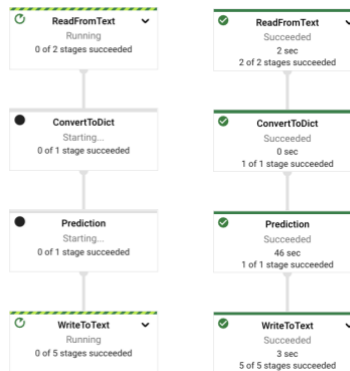 ReadFromText
Running
0 of 2 stages succeeded
ConvertToDict
Starting...
0 of 1 stage succeeded
Prediction
Starting...
0 of 1 stage succeeded
WriteToText
Running
0 of 5 stages succeeded
ReadFromText
Succeeded
2 sec
2 of 2 stages succeeded
ConvertToDict
Succeeded
0 sec
1 of 1 stage succeeded
Prediction
Succeeded
46 sec
1 of 1 stage succeeded
WriteToText
Succeeded
3 sec
5 of 5 stages succeeded